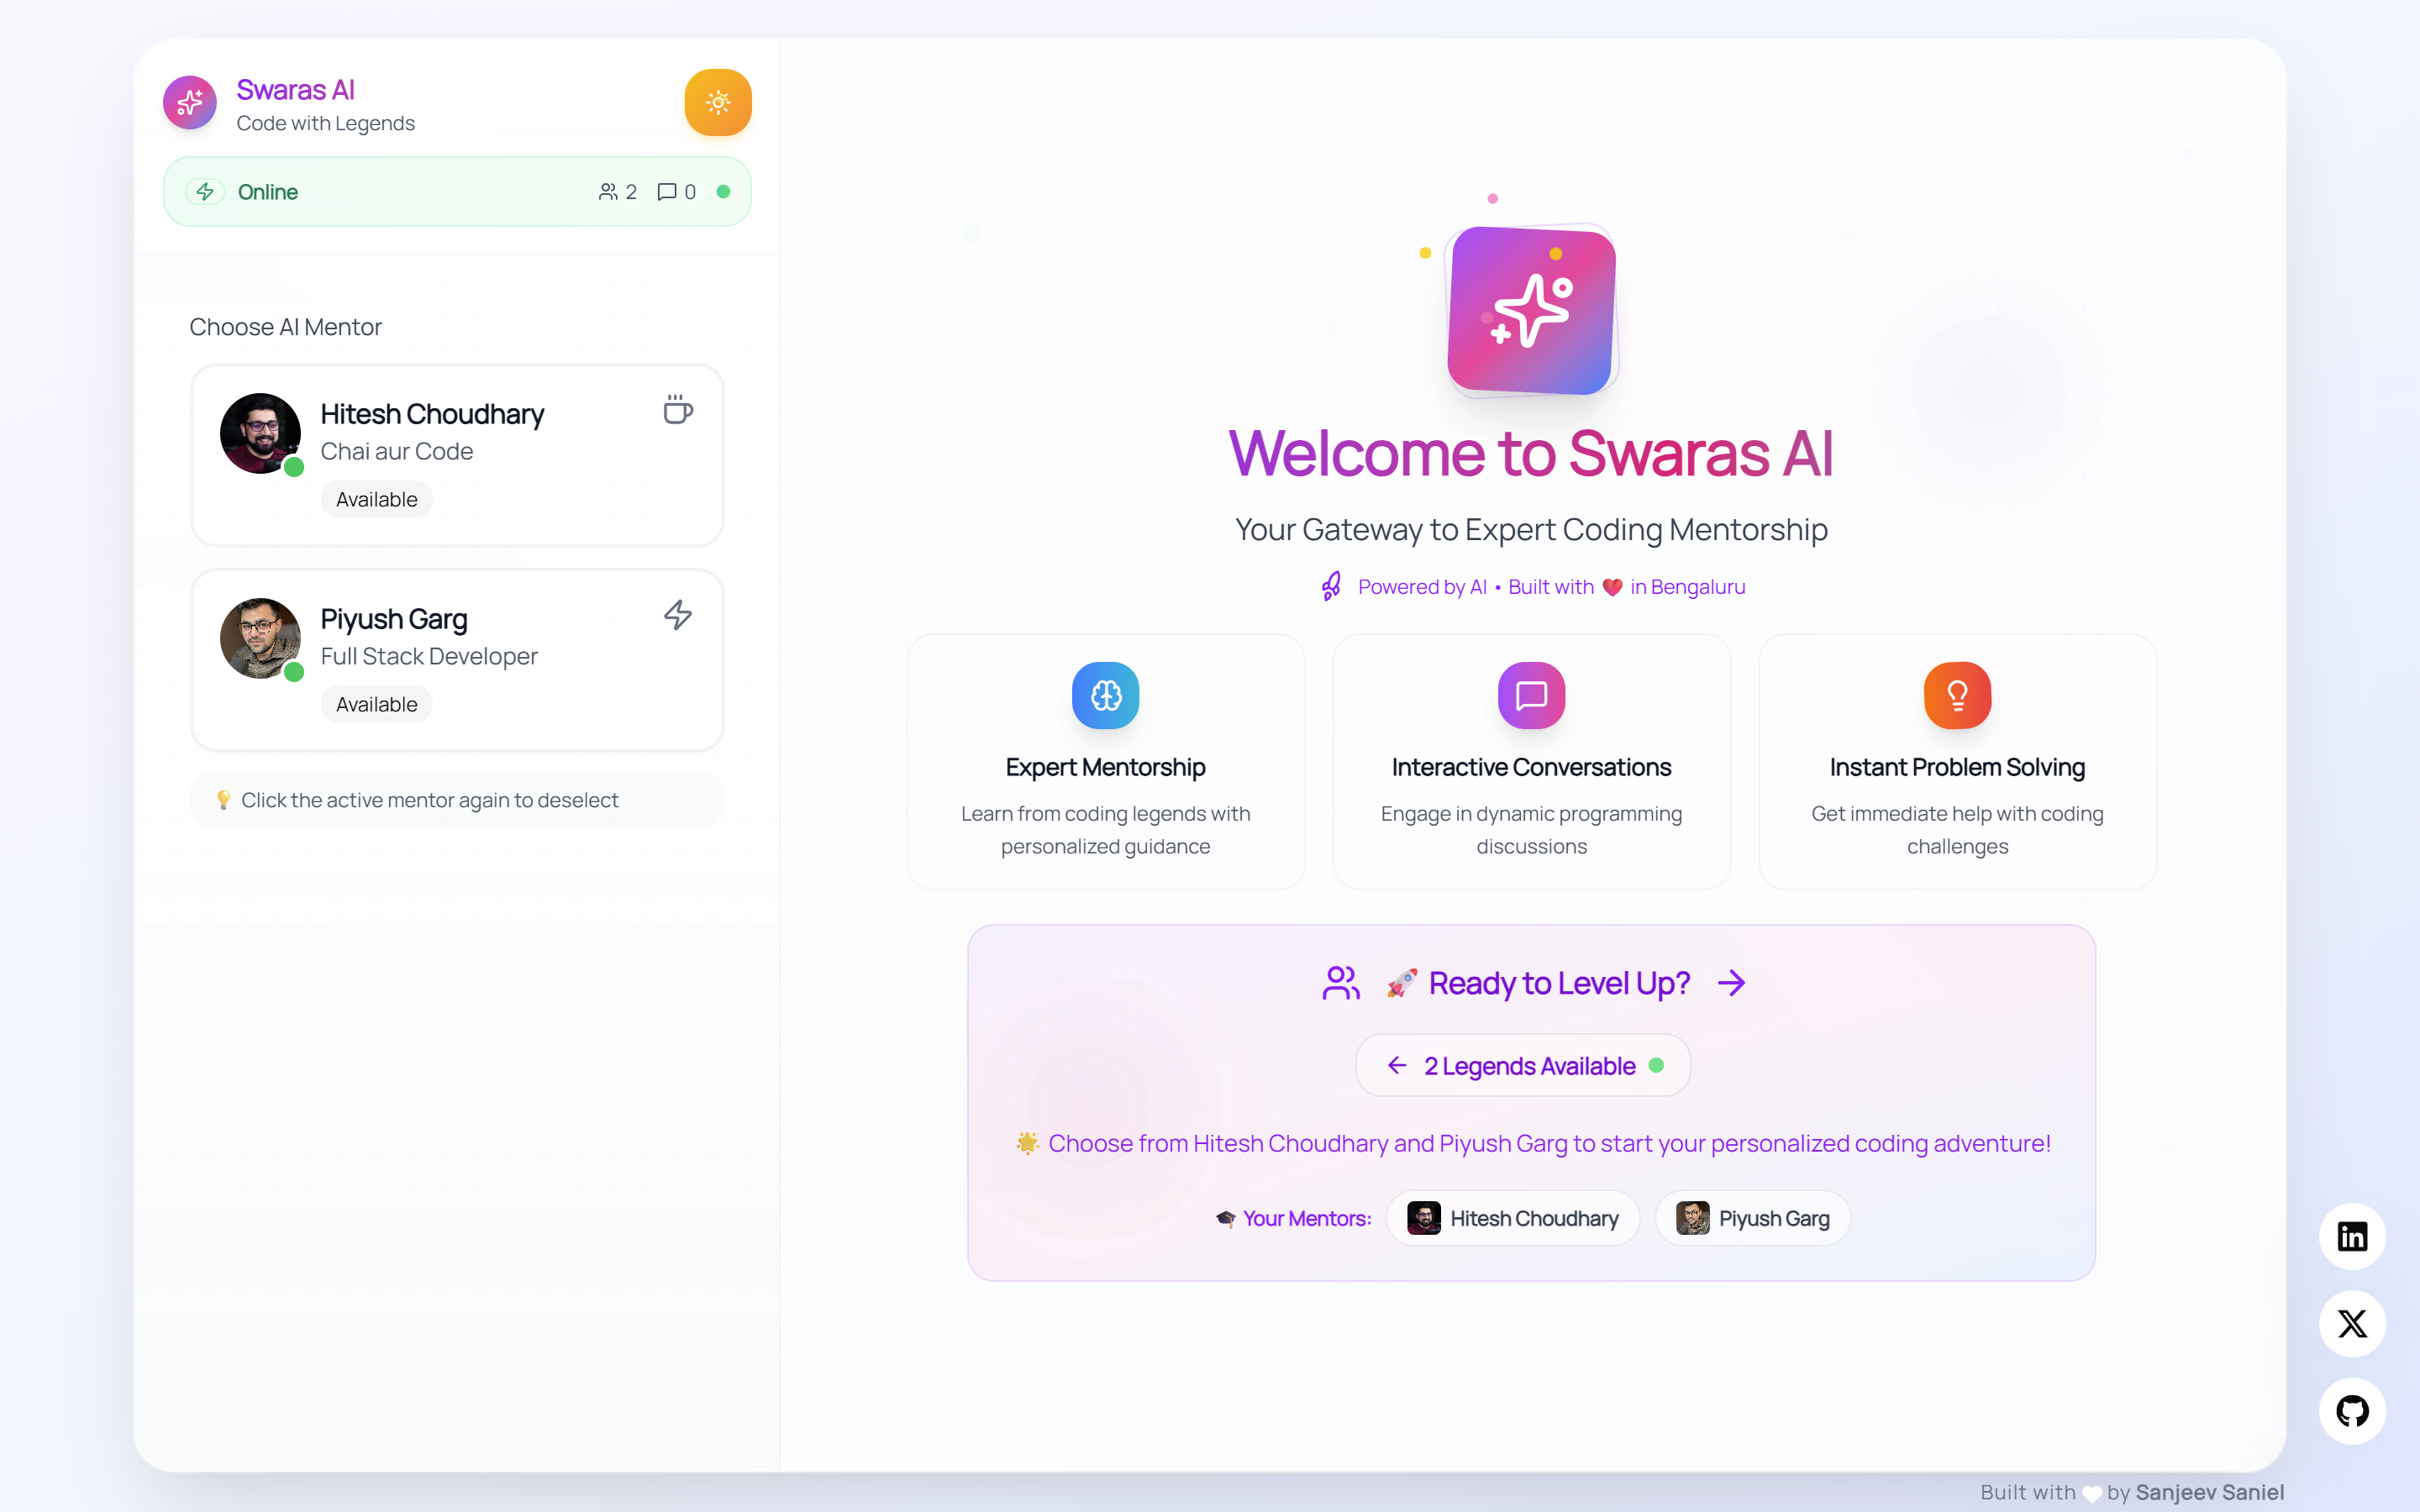 Swaras AI
Code with Legends
Online
2
0
Choose AI Mentor
Hitesh Choudhary
Chai aur Code
Available
Piyush Garg
Full Stack Developer
Available
💡 Click the active mentor again to deselect
Welcome to Swaras AI
Your Gateway to Expert Coding Mentorship
Powered by AI • Built with ❤️ in Bengaluru
Expert Mentorship
Learn from coding legends with
personalized guidance
Interactive Conversations
Engage in dynamic programming
discussions
Instant Problem Solving
Get immediate help with coding
challenges
🚀 Ready to Level Up? →
← 2 Legends Available
🌟 Choose from Hitesh Choudhary and Piyush Garg to start your personalized coding adventure!
🎓 Your Mentors: Hitesh Choudhary Piyush Garg
in
X
Built with 🤍 by Sanjeev Saniel